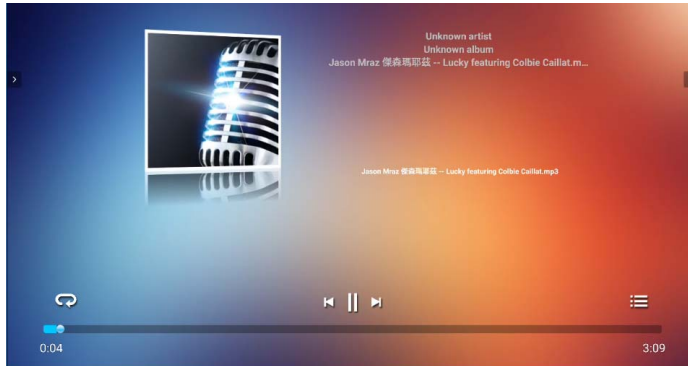 Unknown artist
Unknown album
Jason Mraz 傑森瑪耶茲 -- Lucky featuring Colbie Caillat.m...
Jason Mraz 傑森瑪耶茲 -- Lucky featuring Colbie Caillat.mp3
0:04
3:09